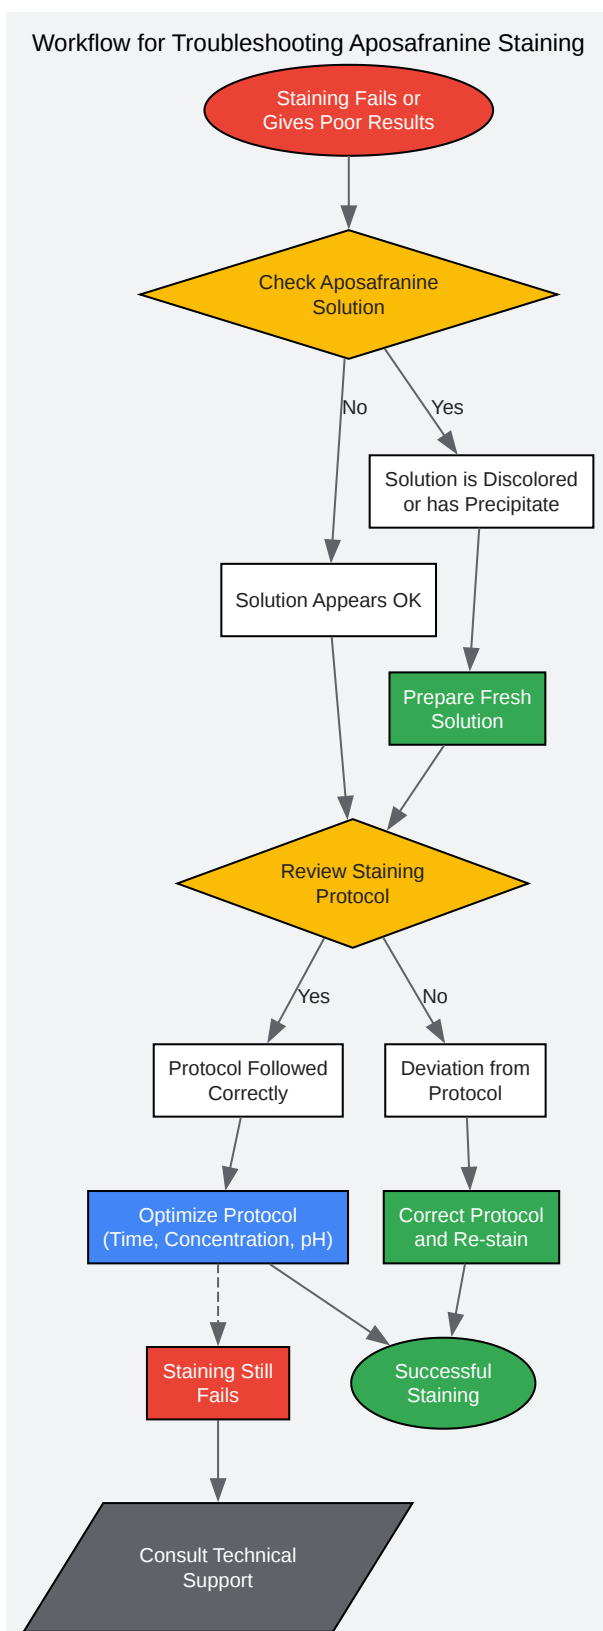 Workflow for Troubleshooting Aposafranine Staining
Staining Fails or
Gives Poor Results
Check Aposafranine
Solution
No
Yes
Solution is Discolored
or has Precipitate
Solution Appears OK
Prepare Fresh
Solution
Review Staining
Protocol
Yes
No
Protocol Followed
Correctly
Deviation from
Protocol
Optimize Protocol
(Time, Concentration, pH)
Correct Protocol
and Re-stain
Staining Still
Fails
Successful
Staining
Consult Technical
Support